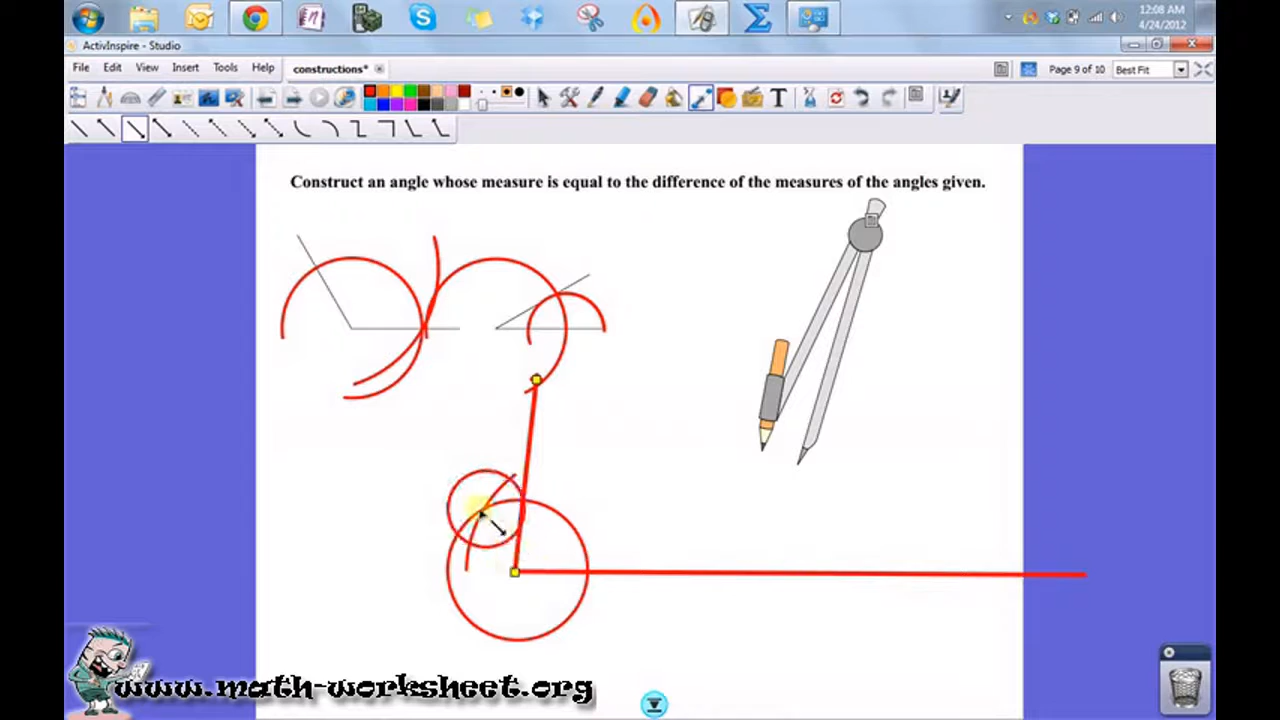 12:08 AM
4/24/2012
ActivInspire - Studio
File Edit View Insert Tools Help
constructions*
Page 9 of 10
Best Fit
Construct an angle whose measure is equal to the difference of the measures of the angles given.
www.math-worksheet.org